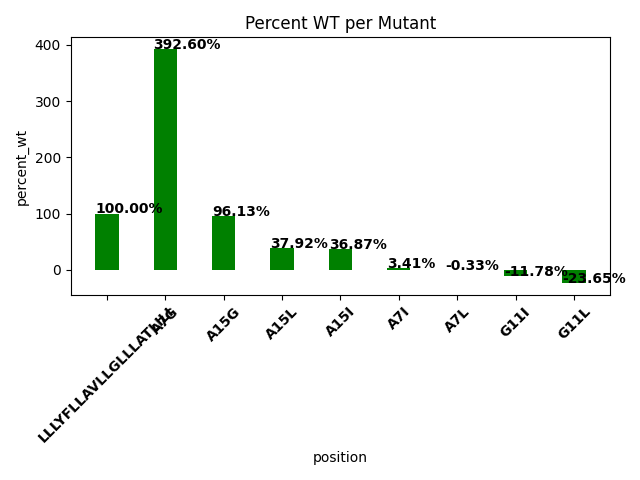 Percent WT per Mutant
percent_wt
400
300
200
100
0
100.00%
392.60%
96.13%
37.92%
36.87%
3.41%
-0.33%
-11.78%
-23.65%
A7G
A15G
A15L
A15I
A7I
A7L
G11I
G11L
position